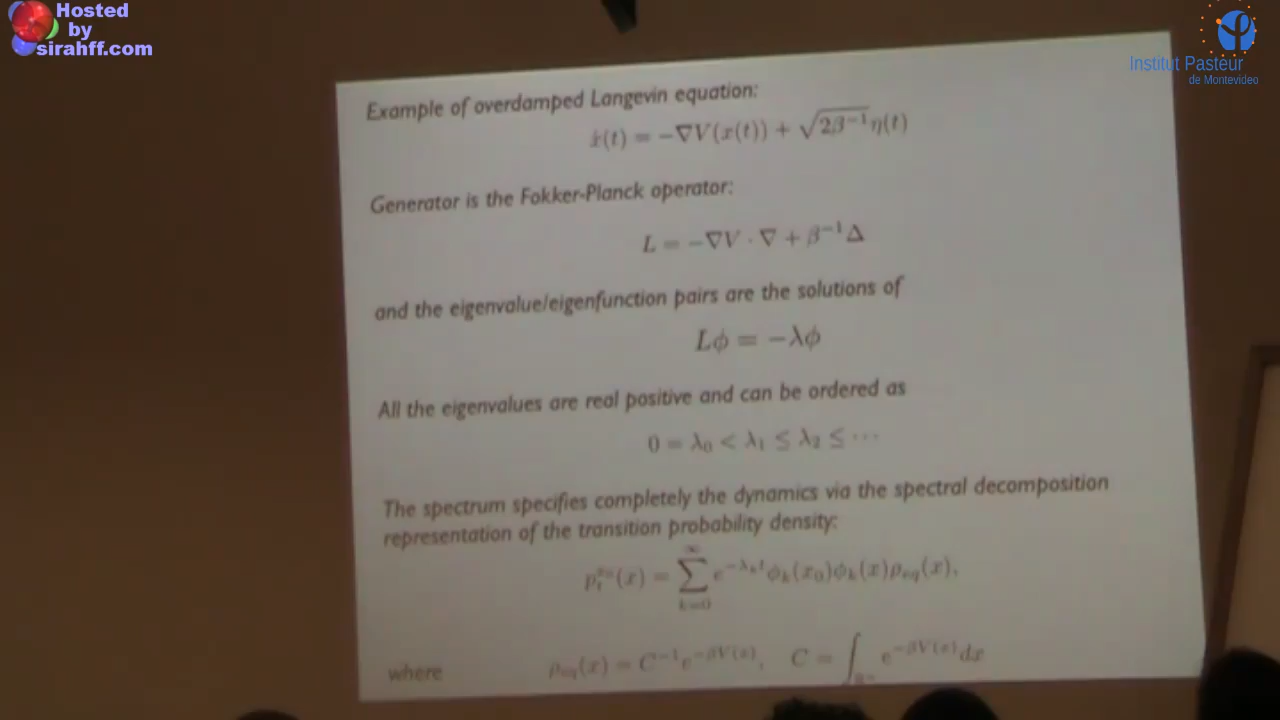 Hosted
by
sirahff.com
Institut Pasteur
de Montevideo
Example of overdamped Langevin equation:
ẋ(t) = −∇V(x(t)) + √2β⁻¹ η(t)
Generator is the Fokker-Planck operator:
L = −∇V · ∇ + β⁻¹Δ
and the eigenvalue/eigenfunction pairs are the solutions of
Lϕ = −λϕ
All the eigenvalues are real positive and can be ordered as
0 = λ₀ < λ₁ ≤ λ₂ ≤ ···
The spectrum specifies completely the dynamics via the spectral decomposition
representation of the transition probability density:
p_t^{x₀}(x) = ∑_{k=0}^{∞} e^{−λ_k t} ϕ_k(x₀)ϕ_k(x)ρ_{eq}(x),
where ρ_{eq}(x) = C⁻¹e^{−βV(x)}, C = ∫ e^{−βV(x)}dx